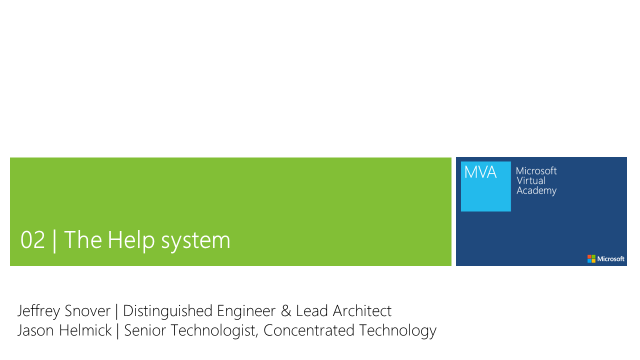 MVA
Microsoft
Virtual
Academy
02 | The Help system
Microsoft
Jeffrey Snover | Distinguished Engineer & Lead Architect
Jason Helmick | Senior Technologist, Concentrated Technology